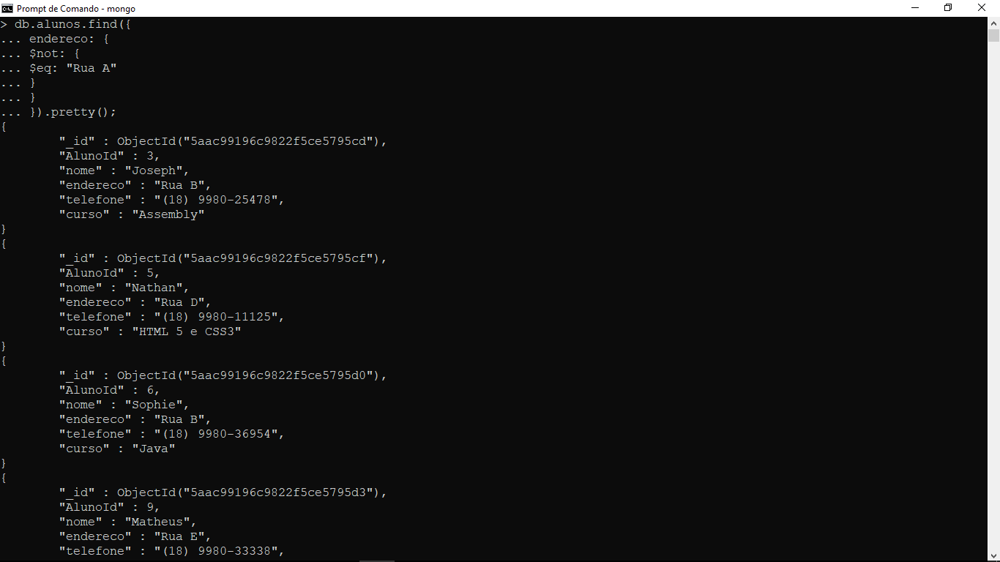 Prompt de Comando - mongo
> db.alunos.find({
... endereco: {
... $not: {
... $eq: "Rua A"
... }
... }
... }).pretty();
{
"_id" : ObjectId("5aac99196c9822f5ce5795cd"),
"AlunoId" : 3,
"nome" : "Joseph",
"endereco" : "Rua B",
"telefone" : "(18) 9980-25478",
"curso" : "Assembly"
}
{
"_id" : ObjectId("5aac99196c9822f5ce5795cf"),
"AlunoId" : 5,
"nome" : "Nathan",
"endereco" : "Rua D",
"telefone" : "(18) 9980-11125",
"curso" : "HTML 5 e CSS3"
}
{
"_id" : ObjectId("5aac99196c9822f5ce5795d0"),
"AlunoId" : 6,
"nome" : "Sophie",
"endereco" : "Rua B",
"telefone" : "(18) 9980-36954",
"curso" : "Java"
}
{
"_id" : ObjectId("5aac99196c9822f5ce5795d3"),
"AlunoId" : 9,
"nome" : "Matheus",
"endereco" : "Rua E",
"telefone" : "(18) 9980-33338",